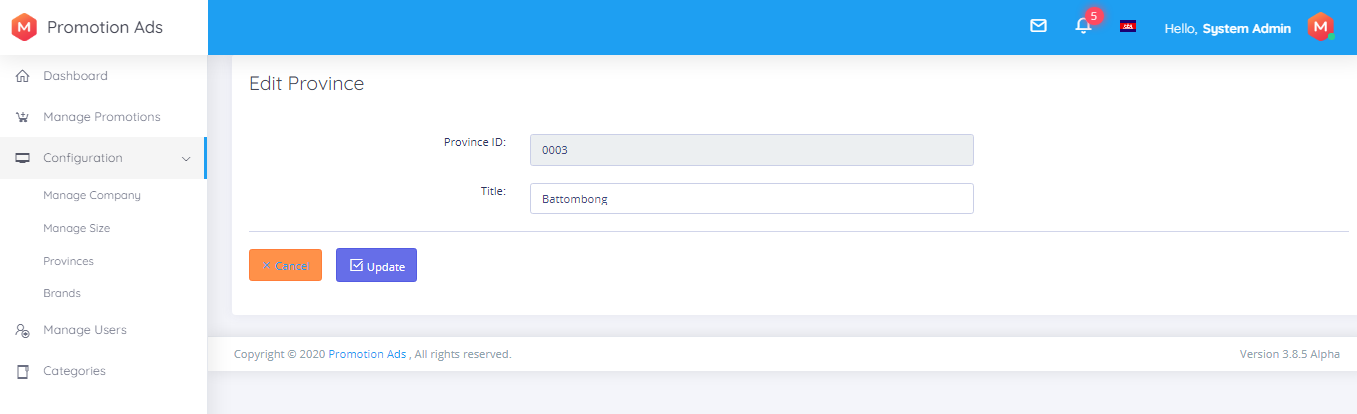 M Promotion Ads
5
Hello, System Admin M
Dashboard
Manage Promotions
Configuration
Manage Company
Manage Size
Provinces
Brands
Manage Users
Categories
Edit Province
Province ID: 0003
Title: Battombong
× Cancel Update
Copyright © 2020 Promotion Ads , All rights reserved. Version 3.8.5 Alpha